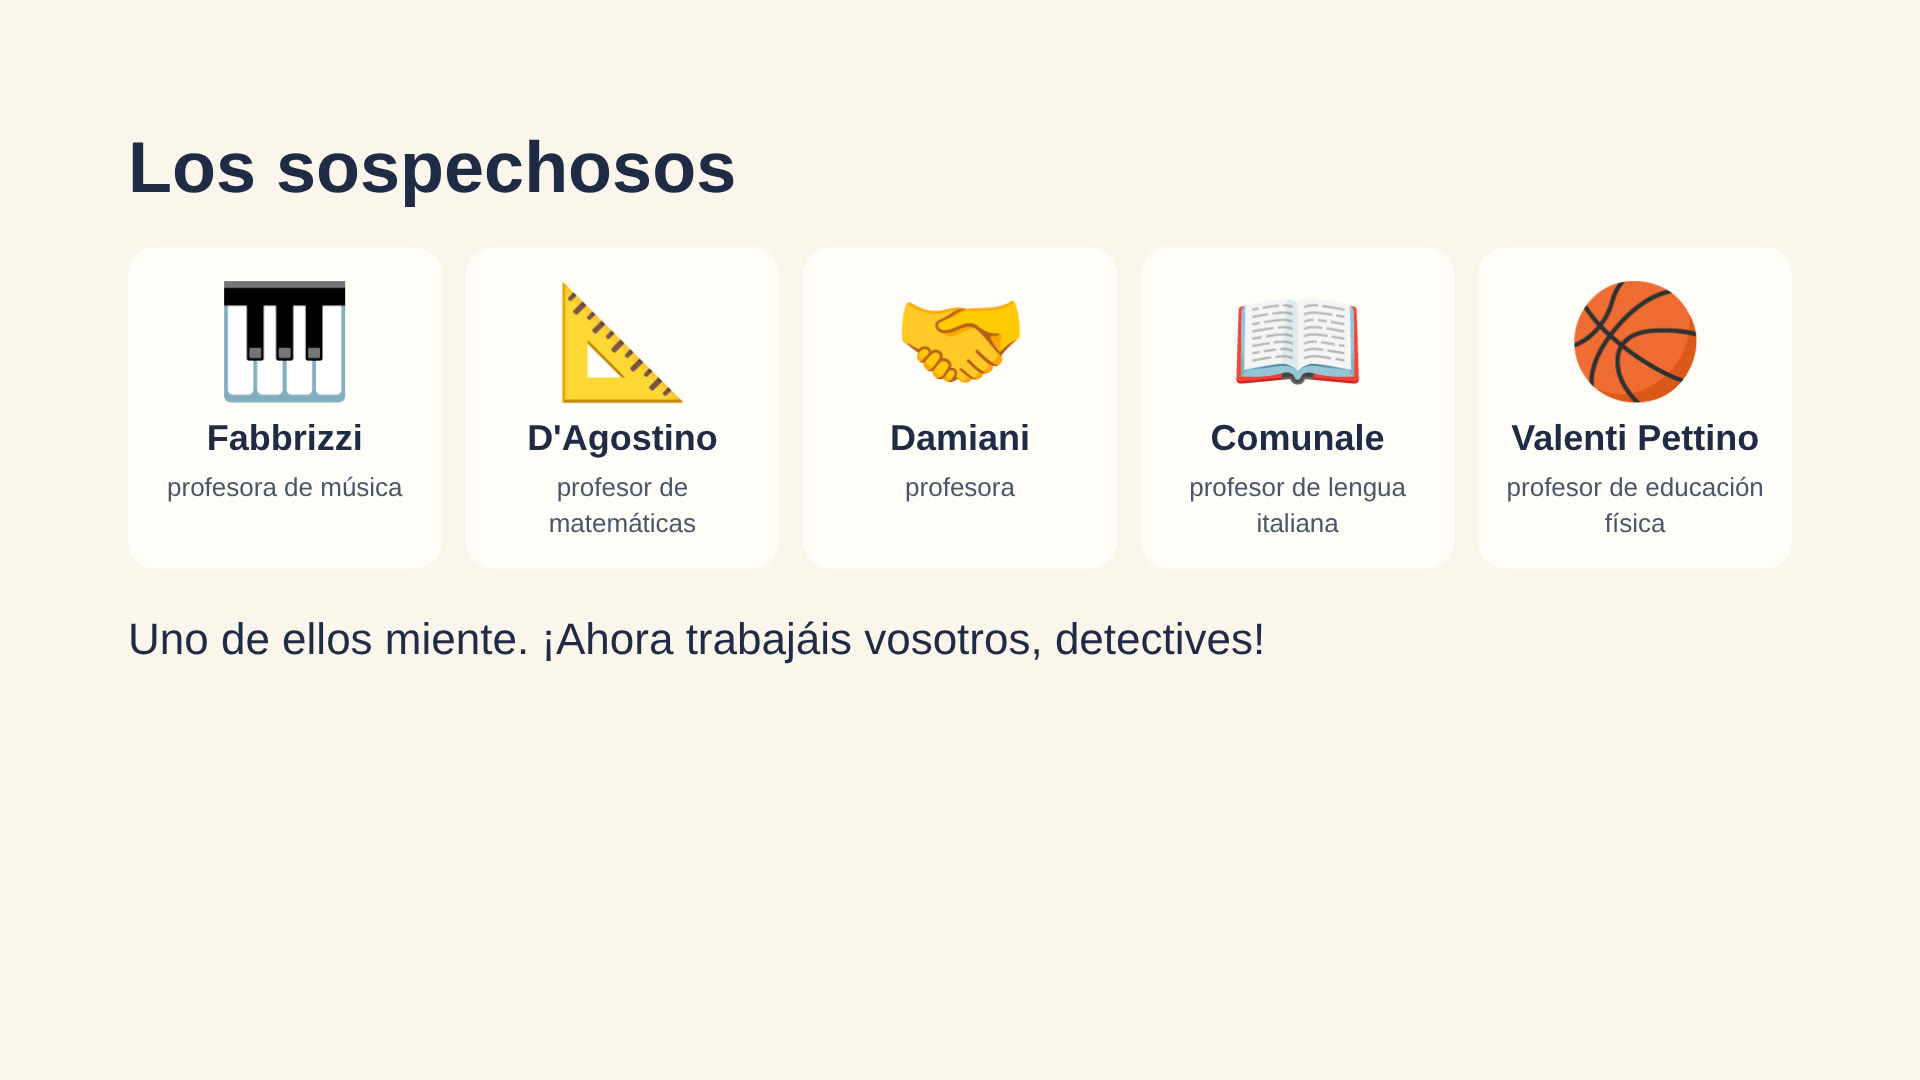 Los sospechosos
Fabbrizzi
profesora de música
D'Agostino
profesor de
matemáticas
Damiani
profesora
Comunale
profesor de lengua
italiana
Valenti Pettino
profesor de educación
física
Uno de ellos miente. ¡Ahora trabajáis vosotros, detectives!